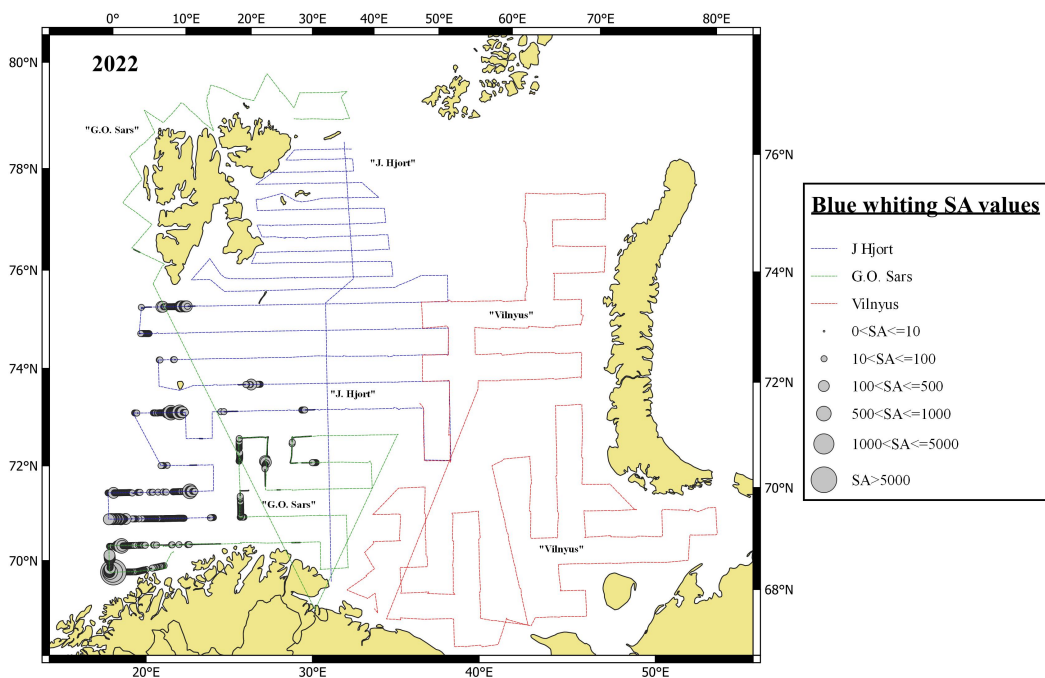 0° 10° 20° 30° 40° 50° 60° 70° 80°
80°N
2022
"G.O. Sars"
78°N
"J. Hjort"
76°N
76°N
"Vilnyus"
74°N
74°N
"J. Hjort"
72°N
72°N
"G.O. Sars"
70°N
"Vilnyus"
70°N
68°N
20°E 30°E 40°E 50°E
Blue whiting SA values
J Hjort
G.O. Sars
Vilnyus
0<SA<=10
10<SA<=100
100<SA<=500
500<SA<=1000
1000<SA<=5000
SA>5000